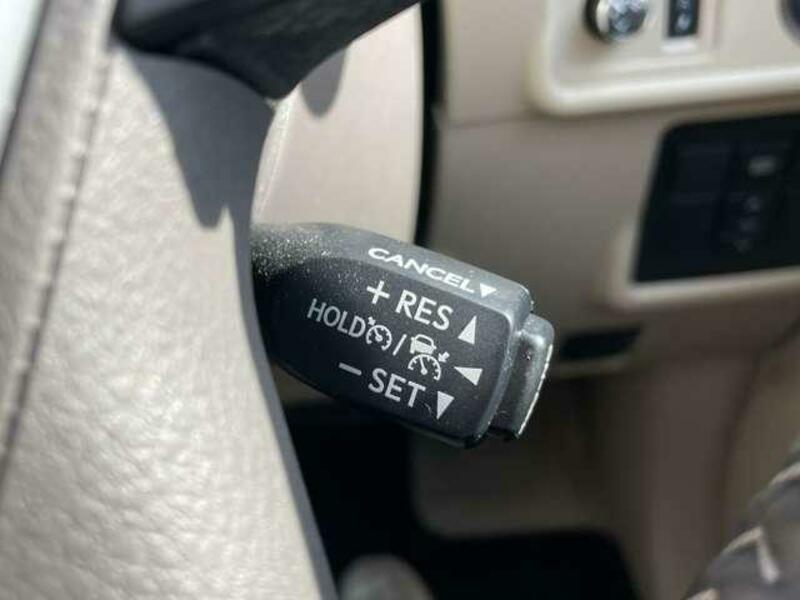 CANCEL▼
+ RES ▲
HOLD / ◀
− SET ▼